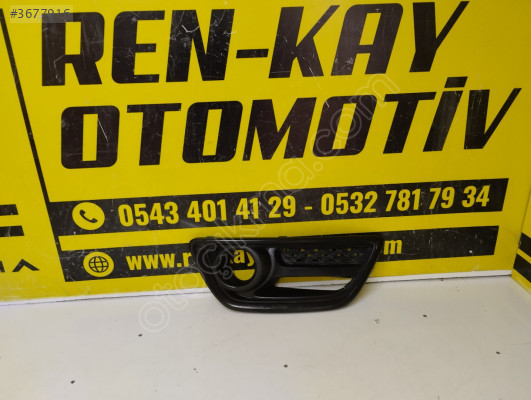 #3677916
REN-KAY
OTOMOTİV
0543 401 41 29 - 0532 781 79 34